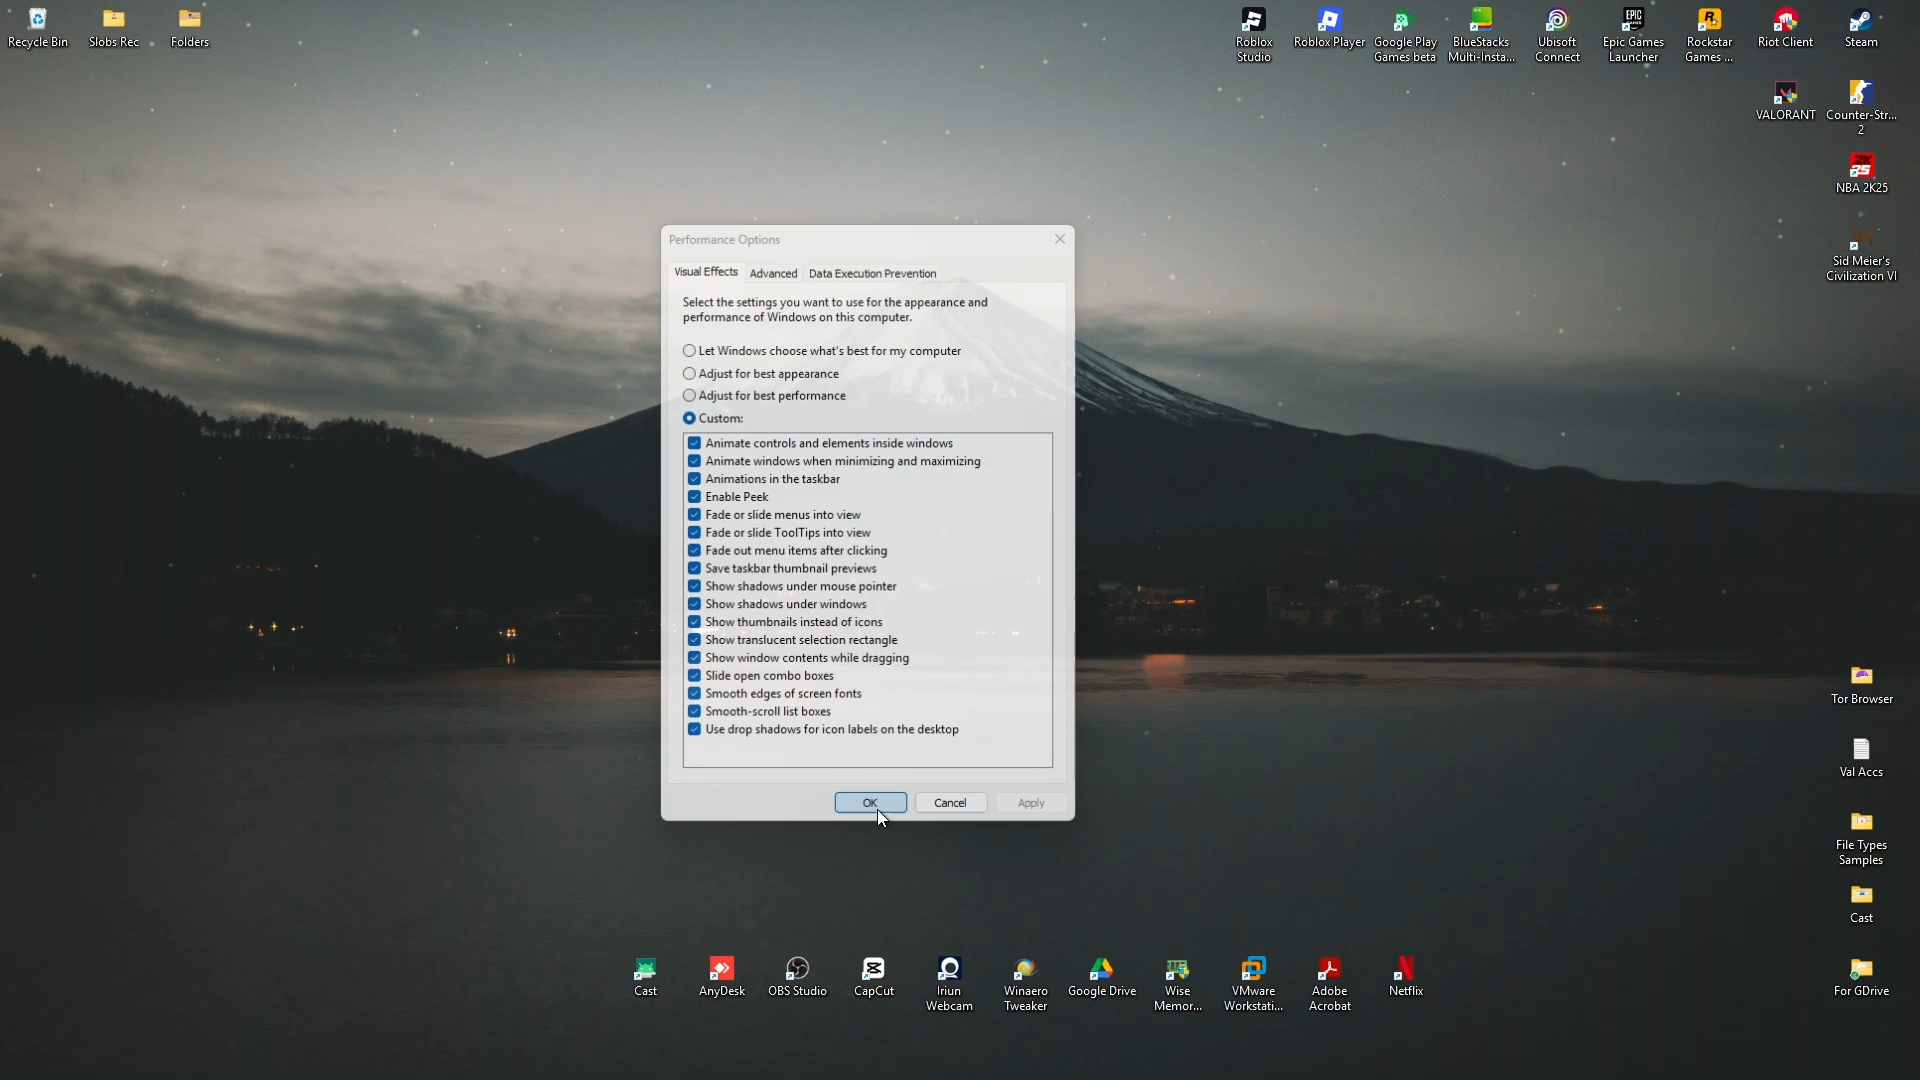 Recycle Bin
Slobs Rec
Folders
Roblox
Studio
Roblox Player
Google Play
Games beta
BlueStacks
Multi-Insta...
Ubisoft
Connect
EPIC
GAMES
Epic Games
Launcher
Rockstar
Games ...
Riot Client
Steam
VALORANT
Counter-Str...
2
2K
25
NBA 2K25
VI
Sid Meier's
Civilization VI
Performance Options
Visual Effects
Advanced
Data Execution Prevention
Select the settings you want to use for the appearance and
performance of Windows on this computer.
Let Windows choose what's best for my computer
Adjust for best appearance
Adjust for best performance
Custom:
Animate controls and elements inside windows
Animate windows when minimizing and maximizing
Animations in the taskbar
Enable Peek
Fade or slide menus into view
Fade or slide ToolTips into view
Fade out menu items after clicking
Save taskbar thumbnail previews
Show shadows under mouse pointer
Show shadows under windows
Show thumbnails instead of icons
Show translucent selection rectangle
Show window contents while dragging
Slide open combo boxes
Smooth edges of screen fonts
Smooth-scroll list boxes
Use drop shadows for icon labels on the desktop
OK
Cancel
Apply
Tor Browser
Val Accs
File Types
Samples
Cast
For GDrive
Cast
AnyDesk
OBS Studio
CapCut
Iriun
Webcam
Winaero
Tweaker
Google Drive
Wise
Memor...
VMware
Workstati...
Adobe
Acrobat
Netflix